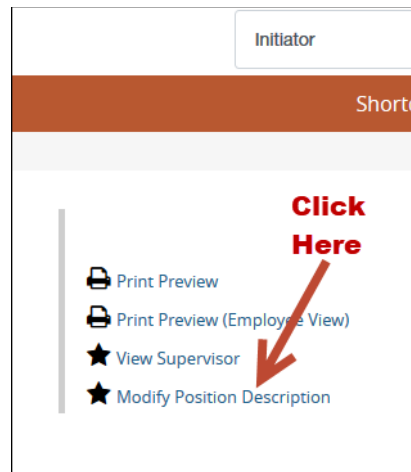 Initiator
Click
Here
Print Preview
Print Preview (Employee View)
View Supervisor
Modify Position Description